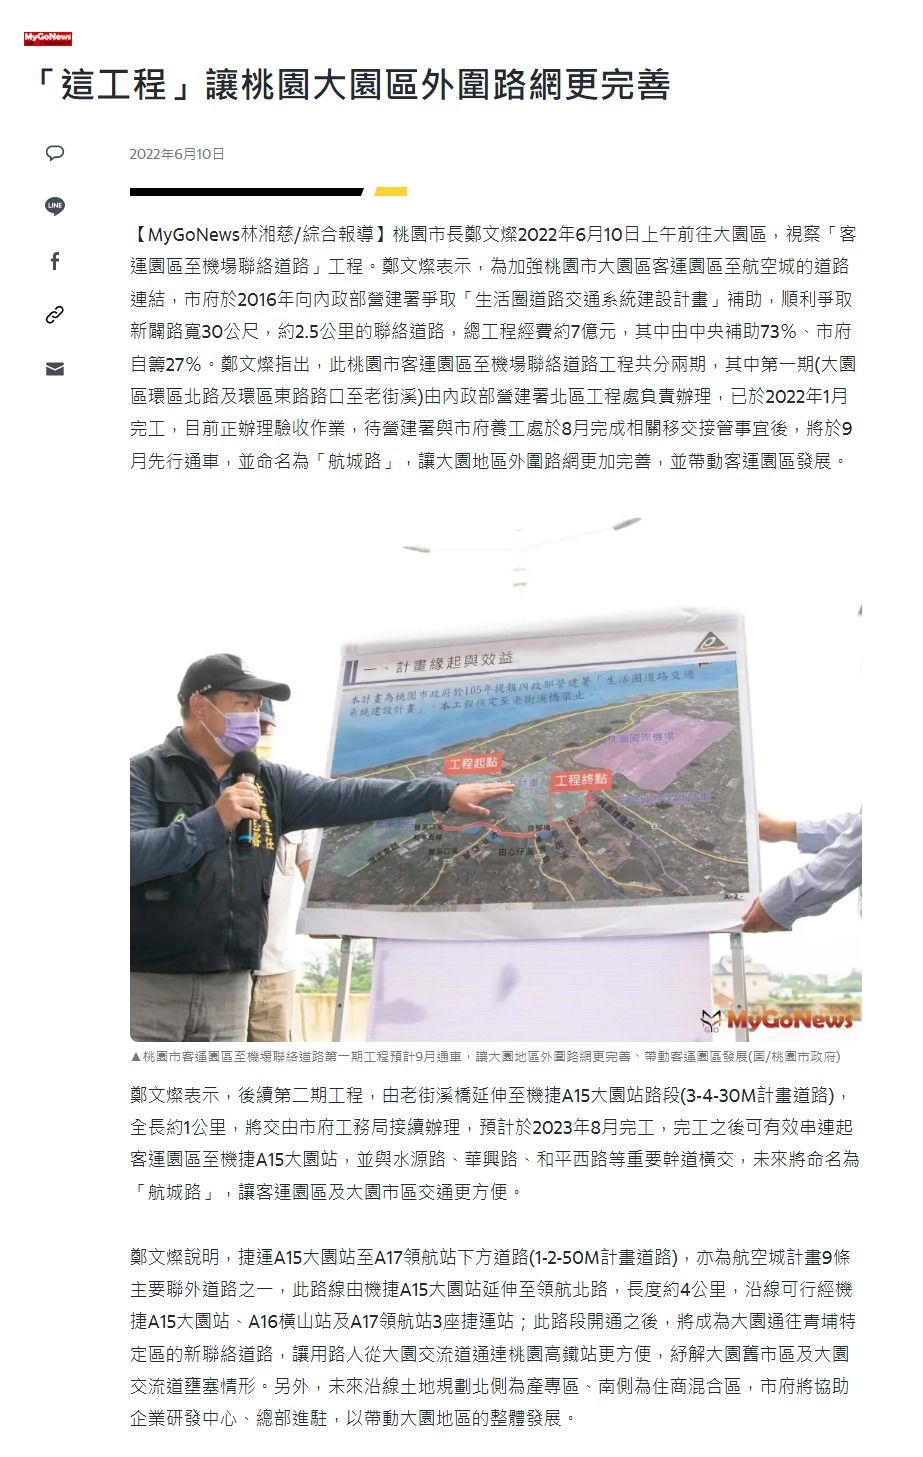 MyGoNews
「這工程」讓桃園大園區外圍路網更完善
2022年6月10日
LINE
【MyGoNews林湘慈/綜合報導】桃園市長鄭文燦2022年6月10日上午前往大園區，視察「客
運園區至機場聯絡道路」工程。鄭文燦表示，為加強桃園市大園區客運園區至航空城的道路
連結，市府於2016年向內政部營建署爭取「生活圈道路交通系統建設計畫」補助，順利爭取
新闢路寬30公尺，約2.5公里的聯絡道路，總工程經費約7億元，其中由中央補助73%、市府
自籌27%。鄭文燦指出，此桃園市客運園區至機場聯絡道路工程共分兩期，其中第一期(大園
區環區北路及環區東路路口至老街溪)由內政部營建署北區工程處負責辦理，已於2022年1月
完工，目前正辦理驗收作業，待營建署與市府養工處於8月完成相關移交接管事宜後，將於9
月先行通車，並命名為「航城路」，讓大園地區外圍路網更加完善，並帶動客運園區發展。
一、計畫緣起與效益
本計畫為桃園市政府於105年提報內政部營建署「生活圈道路交通
系統建設計畫」，本工程核定至老街溪橋梁止。
桃園國際機場
工程起點
計畫
工程終點
雙溪口溪
田心仔溪
A-2-
MyGoNews
▲桃園市客運園區至機場聯絡道路第一期工程預計9月通車，讓大園地區外圍路網更完善、帶動客運園區發展(圖/桃園市政府)
鄭文燦表示，後續第二期工程，由老街溪橋延伸至機捷A15大園站路段(3-4-30M計畫道路)，
全長約1公里，將交由市府工務局接續辦理，預計於2023年8月完工，完工之後可有效串連起
客運園區至機捷A15大園站，並與水源路、華興路、和平西路等重要幹道橫交，未來將命名為
「航城路」，讓客運園區及大園市區交通更方便。
鄭文燦說明，捷運A15大園站至A17領航站下方道路(1-2-50M計畫道路)，亦為航空城計畫9條
主要聯外道路之一，此路線由機捷A15大園站延伸至領航北路，長度約4公里，沿線可行經機
捷A15大園站、A16橫山站及A17領航站3座捷運站；此路段開通之後，將成為大園通往青埔特
定區的新聯絡道路，讓用路人從大園交流道通達桃園高鐵站更方便，紓解大園舊市區及大園
交流道壅塞情形。另外，未來沿線土地規劃北側為產專區、南側為住商混合區，市府將協助
企業研發中心、總部進駐，以帶動大園地區的整體發展。